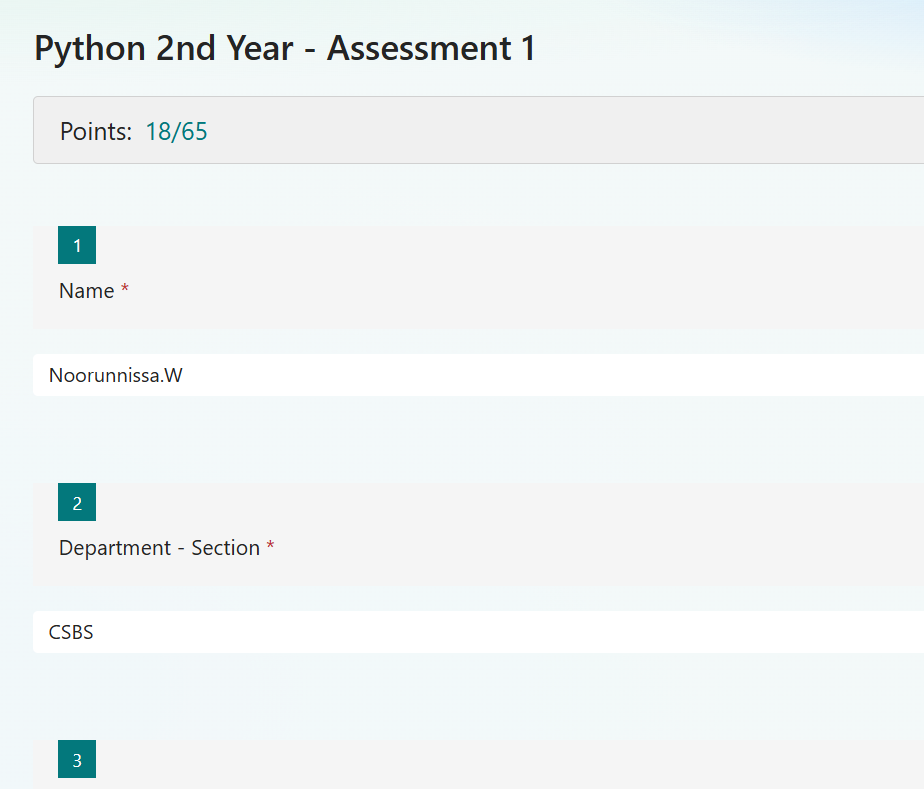 Python 2nd Year - Assessment 1
Points: 18/65
1
Name *
Noorunnissa.W
2
Department - Section *
CSBS
3